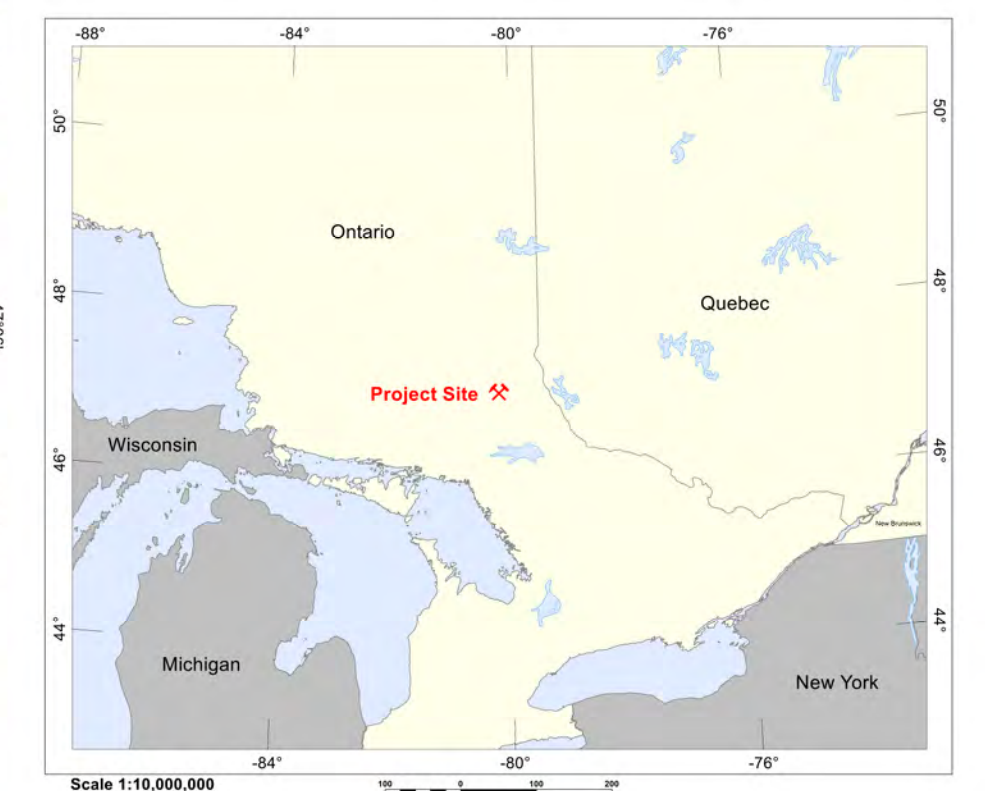 -88° -84° -80° -76°
50° 50°
Ontario
48° 48°
Quebec
Project Site
Wisconsin
46° 46°
New Brunswick
44° 44°
Michigan
New York
-84° -80° -76°
Scale 1:10,000,000
100 0 100 200